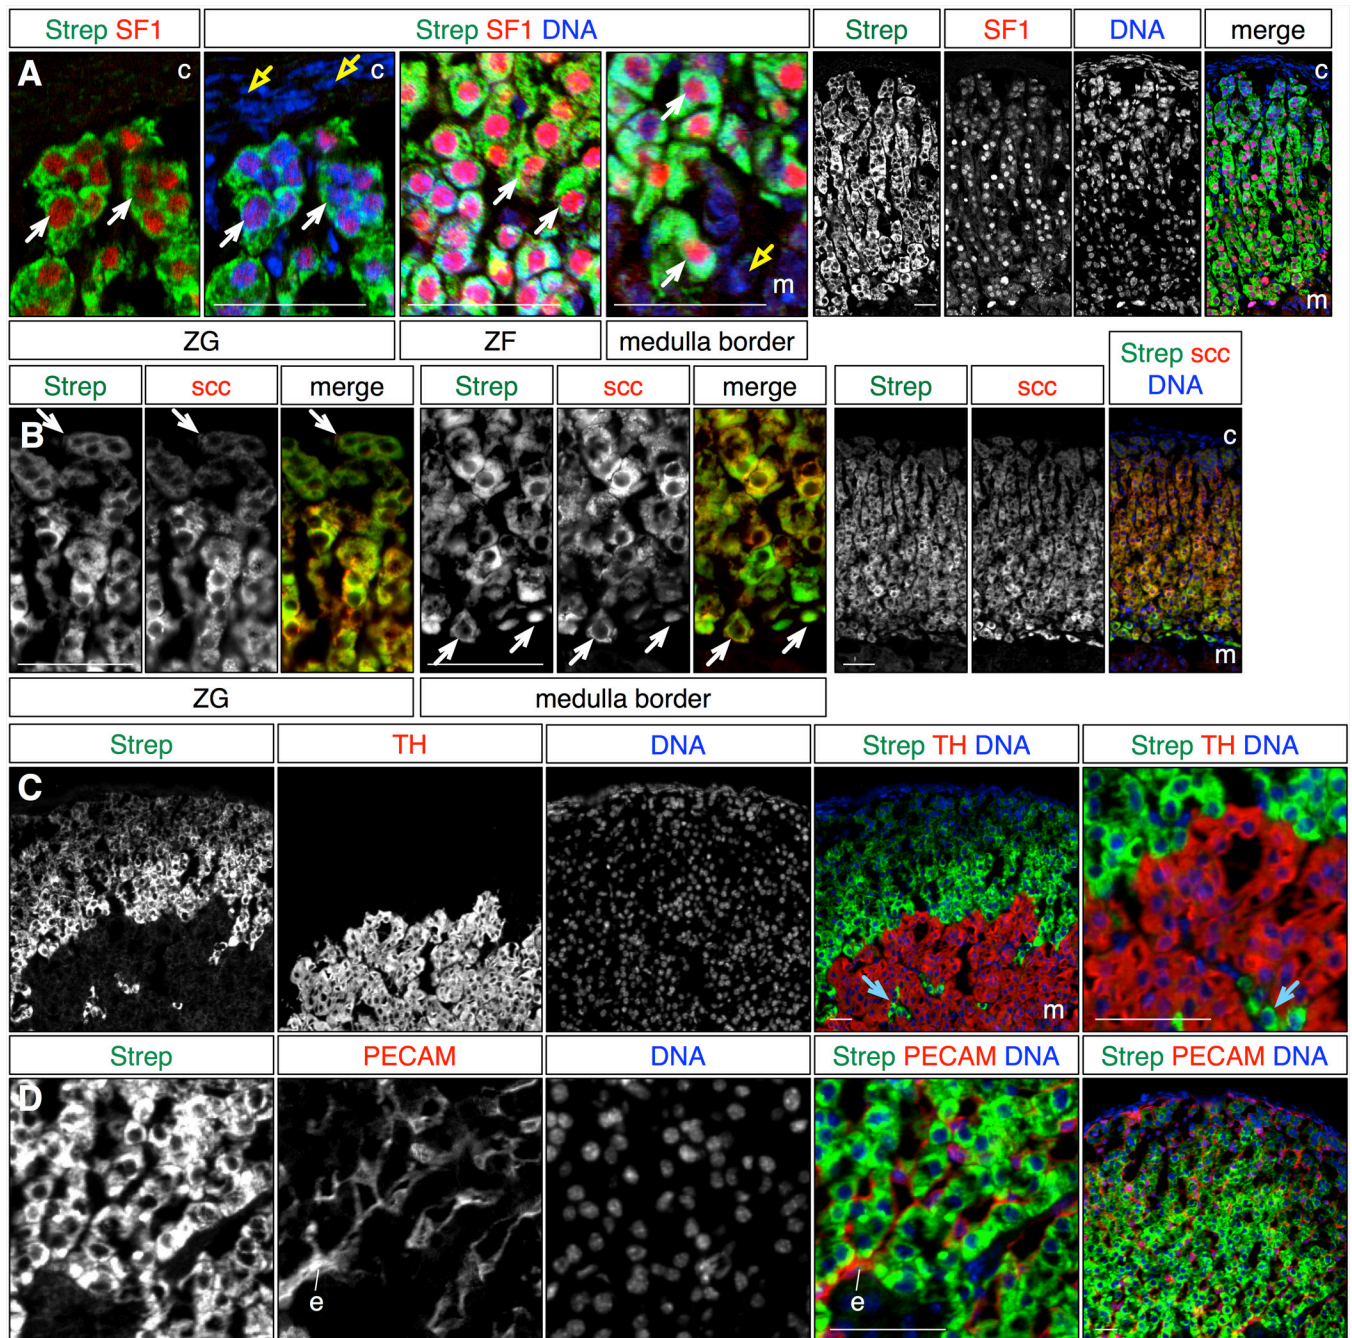 Strep SF1
Strep SF1 DNA
Strep
SF1
DNA
merge
A
c
c
m
c
m
ZG
ZF
medulla border
Strep
scc
merge
Strep
scc
merge
Strep
scc
Strep scc
DNA
B
c
m
ZG
medulla border
Strep
TH
DNA
Strep TH DNA
Strep TH DNA
C
m
Strep
PECAM
DNA
Strep PECAM DNA
Strep PECAM DNA
D
e
e